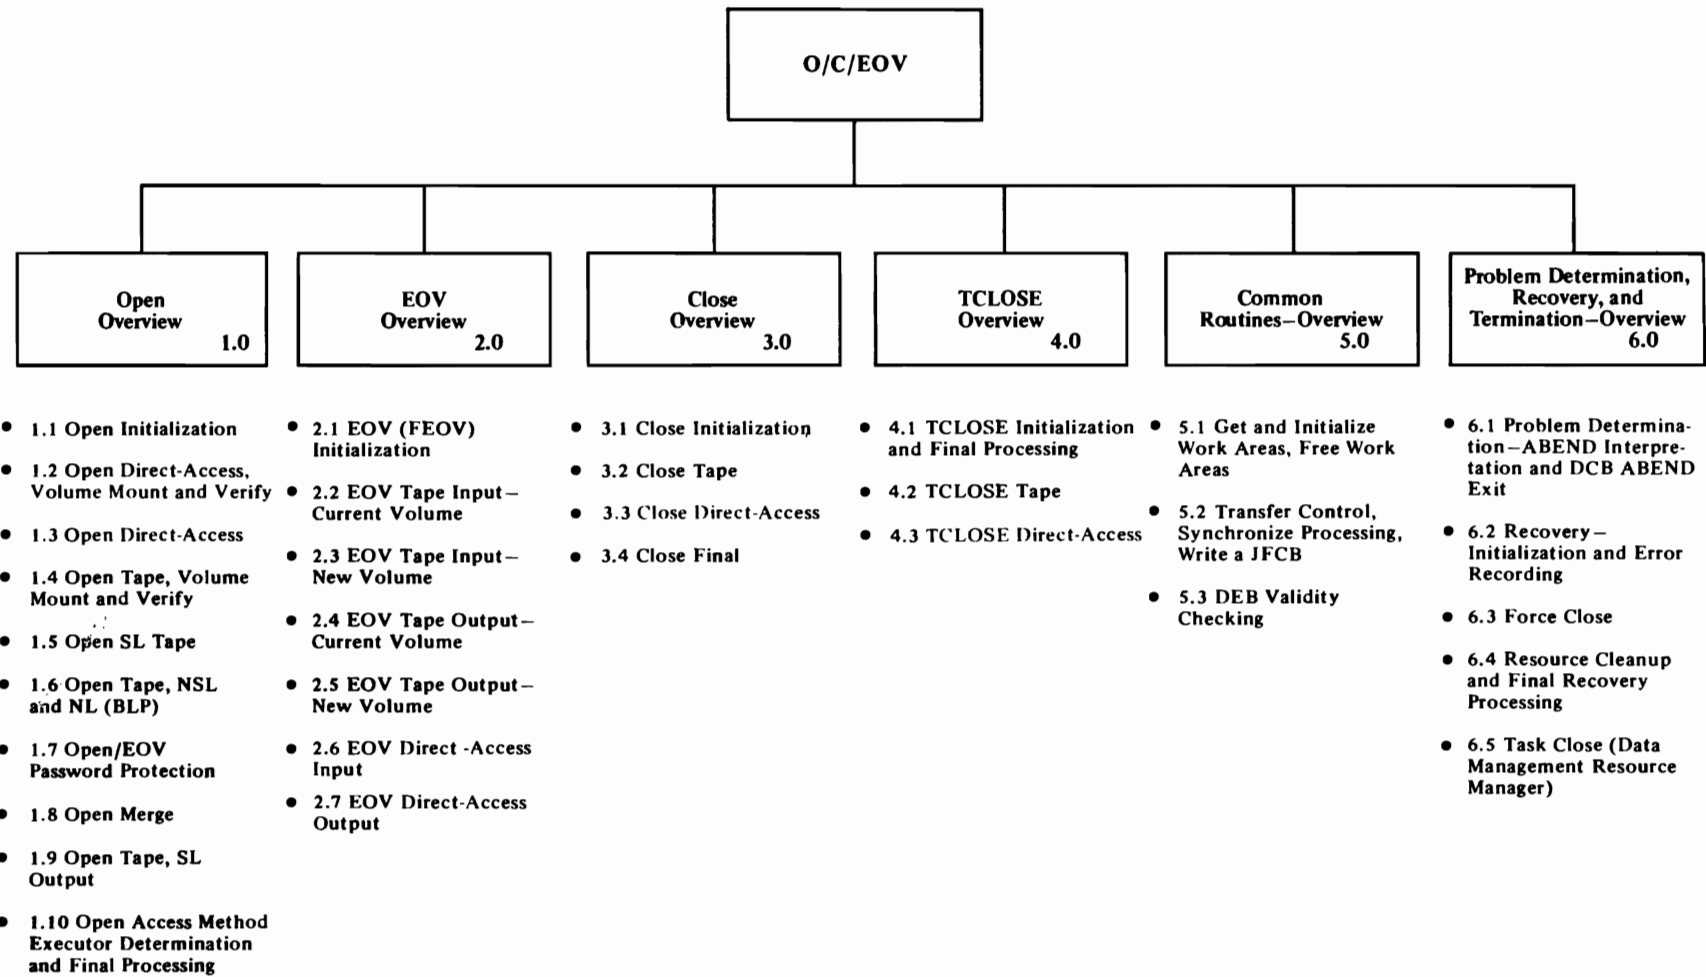 O/C/EOV
Open
Overview
1.0
EOV
Overview
2.0
Close
Overview
3.0
TCLOSE
Overview
4.0
Common
Routines—Overview
5.0
Problem Determination,
Recovery, and
Termination—Overview
6.0
• 1.1 Open Initialization
• 1.2 Open Direct-Access,
Volume Mount and Verify
• 1.3 Open Direct-Access
• 1.4 Open Tape, Volume
Mount and Verify
• 1.5 Open SL Tape
• 1.6 Open Tape, NSL
and NL (BLP)
• 1.7 Open/EOV
Password Protection
• 1.8 Open Merge
• 1.9 Open Tape, SL
Output
• 1.10 Open Access Method
Executor Determination
and Final Processing
• 2.1 EOV (FEOV)
Initialization
• 2.2 EOV Tape Input—
Current Volume
• 2.3 EOV Tape Input—
New Volume
• 2.4 EOV Tape Output—
Current Volume
• 2.5 EOV Tape Output—
New Volume
• 2.6 EOV Direct -Access
Input
• 2.7 EOV Direct-Access
Output
• 3.1 Close Initialization
• 3.2 Close Tape
• 3.3 Close Direct-Access
• 3.4 Close Final
• 4.1 TCLOSE Initialization
and Final Processing
• 4.2 TCLOSE Tape
• 4.3 TCLOSE Direct-Access
• 5.1 Get and Initialize
Work Areas, Free Work
Areas
• 5.2 Transfer Control,
Synchronize Processing,
Write a JFCB
• 5.3 DEB Validity
Checking
• 6.1 Problem Determina-
tion—ABEND Interpre-
tation and DCB ABEND
Exit
• 6.2 Recovery—
Initialization and Error
Recording
• 6.3 Force Close
• 6.4 Resource Cleanup
and Final Recovery
Processing
• 6.5 Task Close (Data
Management Resource
Manager)